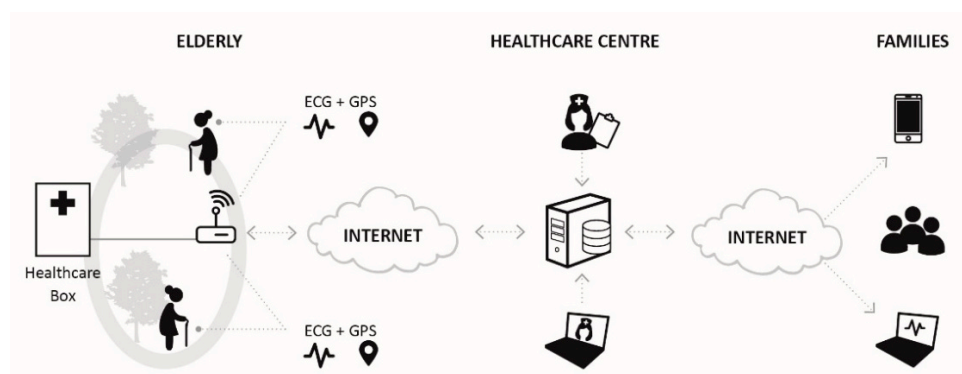 ELDERLY
HEALTHCARE CENTRE
FAMILIES
ECG + GPS
Healthcare
Box
INTERNET
INTERNET
ECG + GPS